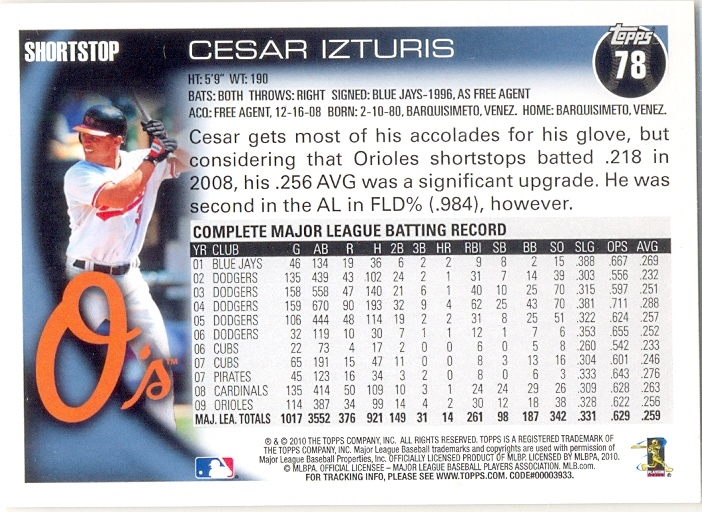 SHORTSTOP
CESAR IZTURIS
Topps
78
HT: 5'9" WT: 190
BATS: BOTH THROWS: RIGHT SIGNED: BLUE JAYS-1996, AS FREE AGENT
ACQ: FREE AGENT, 12-16-08 BORN: 2-10-80, BARQUISIMETO, VENEZ. HOME: BARQUISIMETO, VENEZ.
Cesar gets most of his accolades for his glove, but
considering that Orioles shortstops batted .218 in
2008, his .256 AVG was a significant upgrade. He was
second in the AL in FLD% (.984), however.
COMPLETE MAJOR LEAGUE BATTING RECORD
YR CLUB G AB R H 2B 3B HR RBI SB BB SO SLG OPS AVG
01 BLUE JAYS 46 134 19 36 6 2 2 9 8 2 15 .388 .667 .269
02 DODGERS 135 439 43 102 24 2 1 31 7 14 39 .303 .556 .232
03 DODGERS 158 558 47 140 21 6 1 40 10 25 70 .315 .597 .251
04 DODGERS 159 670 90 193 32 9 4 62 25 43 70 .381 .711 .288
05 DODGERS 106 444 48 114 19 2 2 31 8 25 51 .322 .624 .257
06 DODGERS 32 119 10 30 7 1 1 12 1 7 6 .353 .655 .252
06 CUBS 22 73 4 17 2 0 0 6 0 5 8 .260 .542 .233
07 CUBS 65 191 15 47 11 0 0 8 3 13 16 .304 .601 .246
07 PIRATES 45 123 16 34 3 2 0 8 0 6 3 .333 .643 .276
08 CARDINALS 135 414 50 109 10 3 1 24 24 29 26 .309 .628 .263
09 ORIOLES 114 387 34 99 14 4 2 30 12 18 38 .328 .622 .256
MAJ. LEA. TOTALS 1017 3552 376 921 149 31 14 261 98 187 342 .331 .629 .259
O's™
® & © 2010 THE TOPPS COMPANY, INC. ALL RIGHTS RESERVED. TOPPS IS A REGISTERED TRADEMARK OF
THE TOPPS COMPANY, INC. Major League Baseball trademarks and copyrights are used with permission of
Major League Baseball Properties, Inc. OFFICIALLY LICENSED PRODUCT OF MLBP. LICENSED BY MLBPA, 2010.
© MLBPA. OFFICIAL LICENSEE – MAJOR LEAGUE BASEBALL PLAYERS ASSOCIATION. MLB.com.
FOR TRACKING INFO, PLEASE SEE WWW.TOPPS.COM. CODE#00003933.